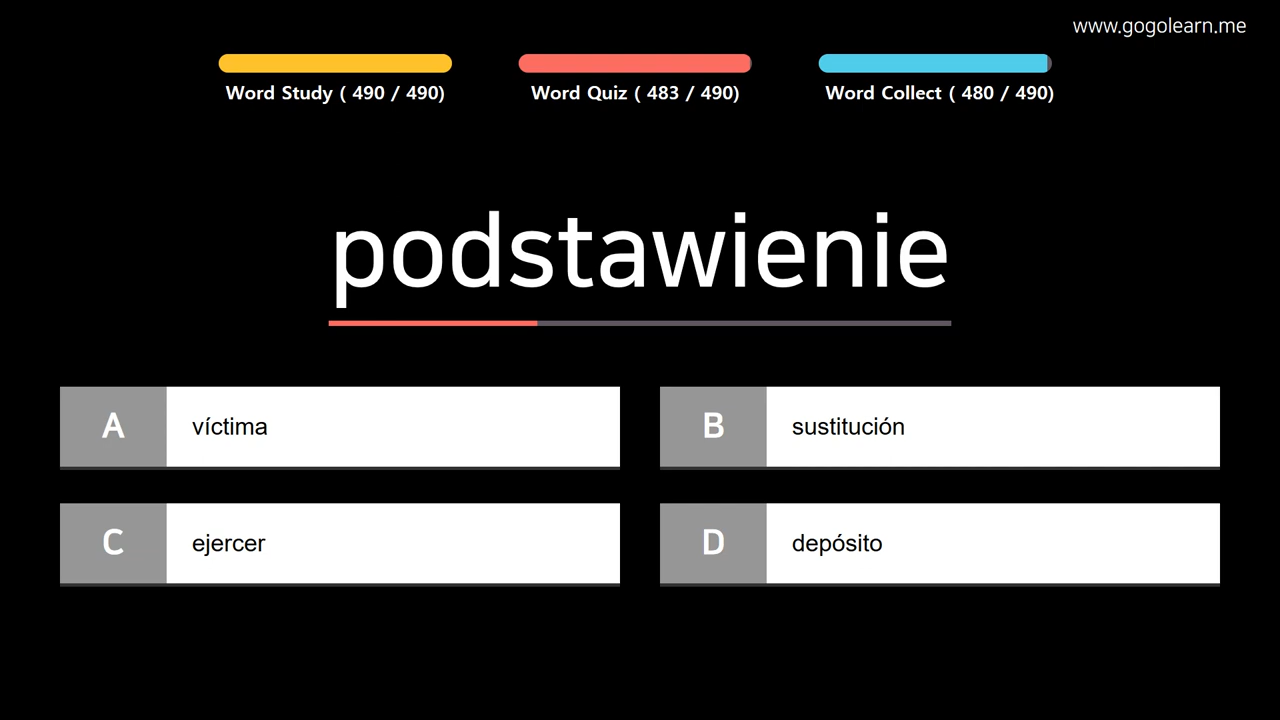 www.gogolearn.me
Word Study ( 490 / 490)
Word Quiz ( 483 / 490)
Word Collect ( 480 / 490)
podstawienie
A víctima
B sustitución
C ejercer
D depósito